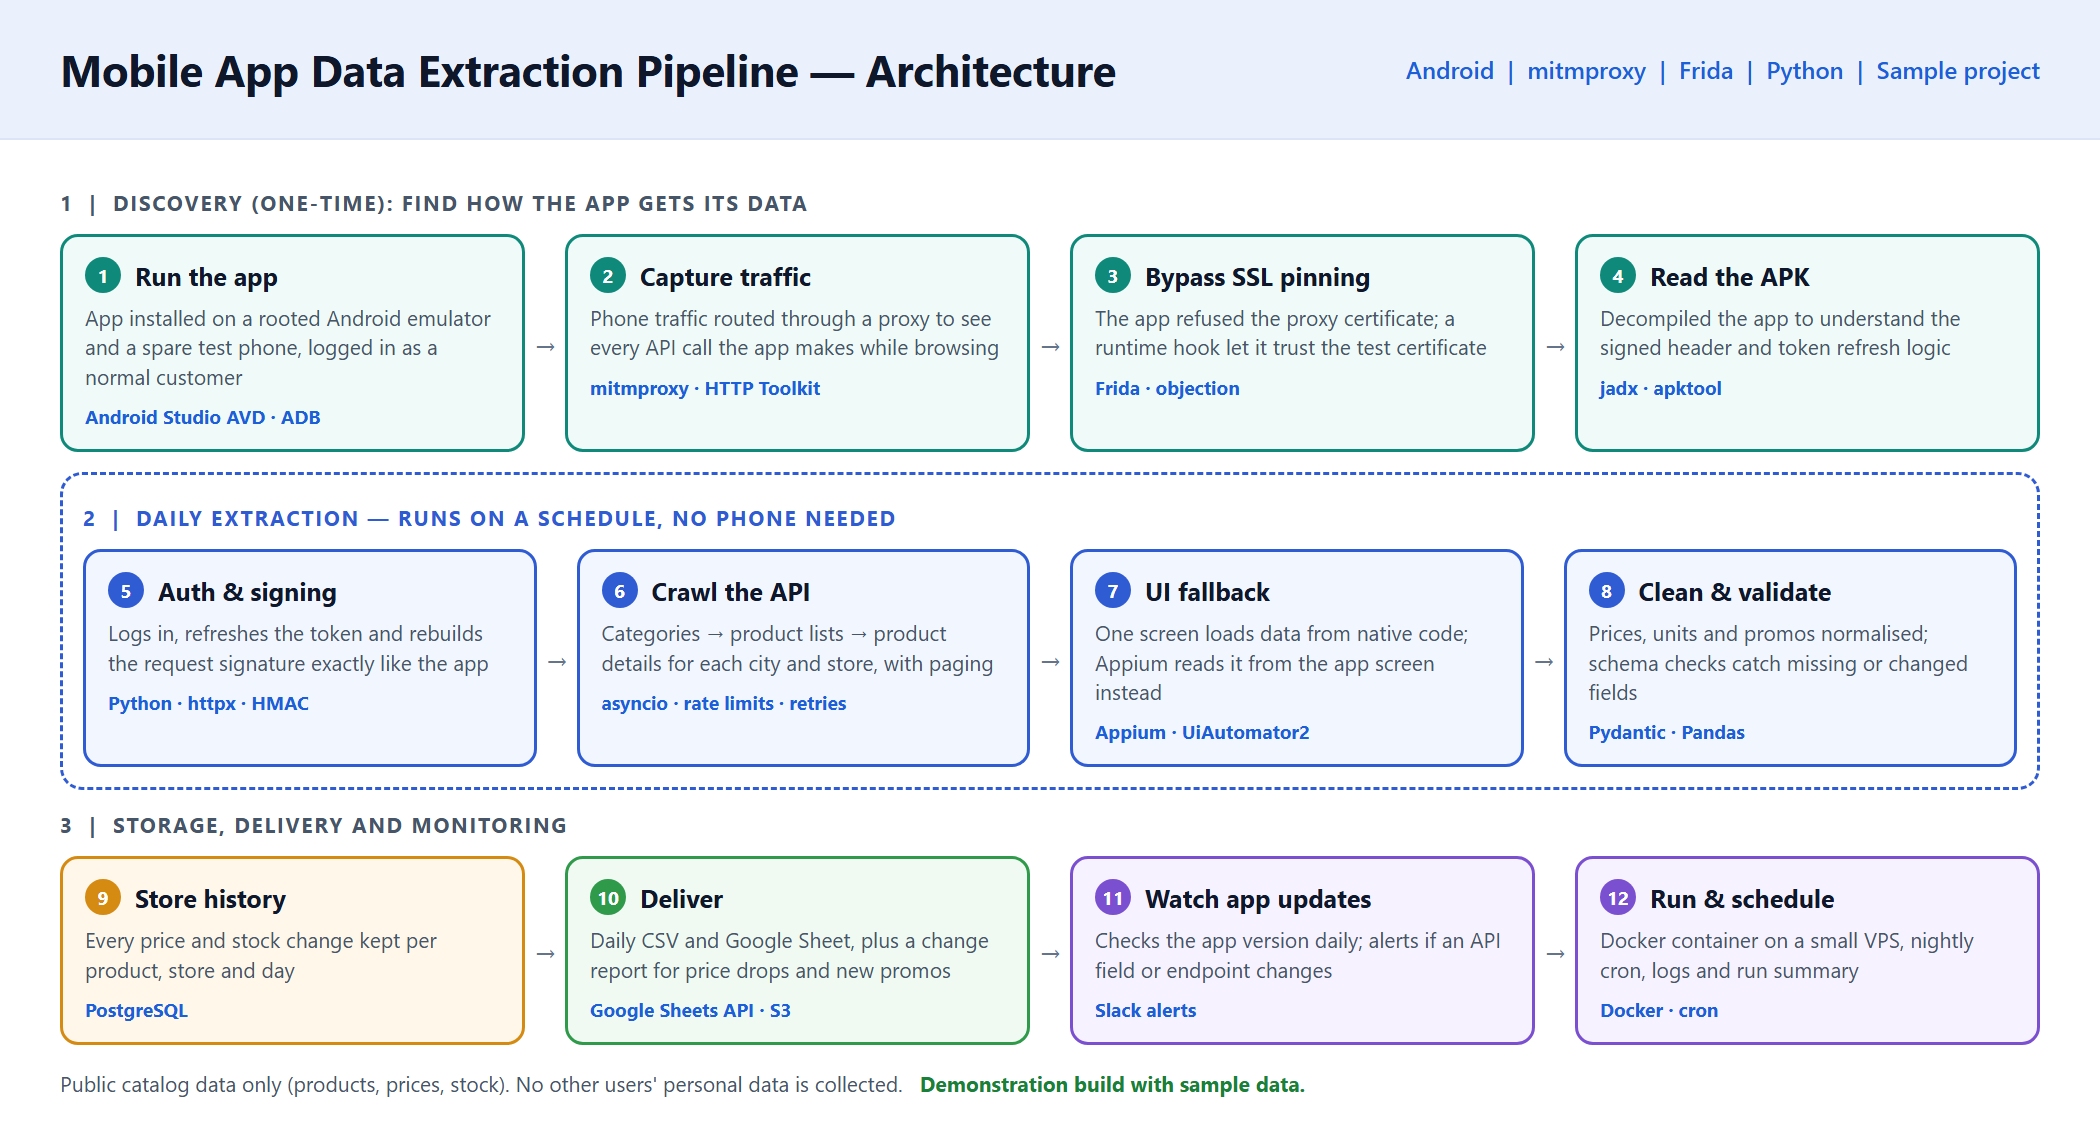 Mobile App Data Extraction Pipeline — Architecture
Android | mitmproxy | Frida | Python | Sample project
1 | DISCOVERY (ONE-TIME): FIND HOW THE APP GETS ITS DATA
1 Run the app
App installed on a rooted Android emulator
and a spare test phone, logged in as a
normal customer
Android Studio AVD · ADB
→
2 Capture traffic
Phone traffic routed through a proxy to see
every API call the app makes while browsing
mitmproxy · HTTP Toolkit
→
3 Bypass SSL pinning
The app refused the proxy certificate; a
runtime hook let it trust the test certificate
Frida · objection
→
4 Read the APK
Decompiled the app to understand the
signed header and token refresh logic
jadx · apktool
2 | DAILY EXTRACTION — RUNS ON A SCHEDULE, NO PHONE NEEDED
5 Auth & signing
Logs in, refreshes the token and rebuilds
the request signature exactly like the app
Python · httpx · HMAC
→
6 Crawl the API
Categories → product lists → product
details for each city and store, with paging
asyncio · rate limits · retries
→
7 UI fallback
One screen loads data from native code;
Appium reads it from the app screen
instead
Appium · UiAutomator2
→
8 Clean & validate
Prices, units and promos normalised;
schema checks catch missing or changed
fields
Pydantic · Pandas
3 | STORAGE, DELIVERY AND MONITORING
9 Store history
Every price and stock change kept per
product, store and day
PostgreSQL
→
10 Deliver
Daily CSV and Google Sheet, plus a change
report for price drops and new promos
Google Sheets API · S3
→
11 Watch app updates
Checks the app version daily; alerts if an API
field or endpoint changes
Slack alerts
→
12 Run & schedule
Docker container on a small VPS, nightly
cron, logs and run summary
Docker · cron
Public catalog data only (products, prices, stock). No other users' personal data is collected. Demonstration build with sample data.